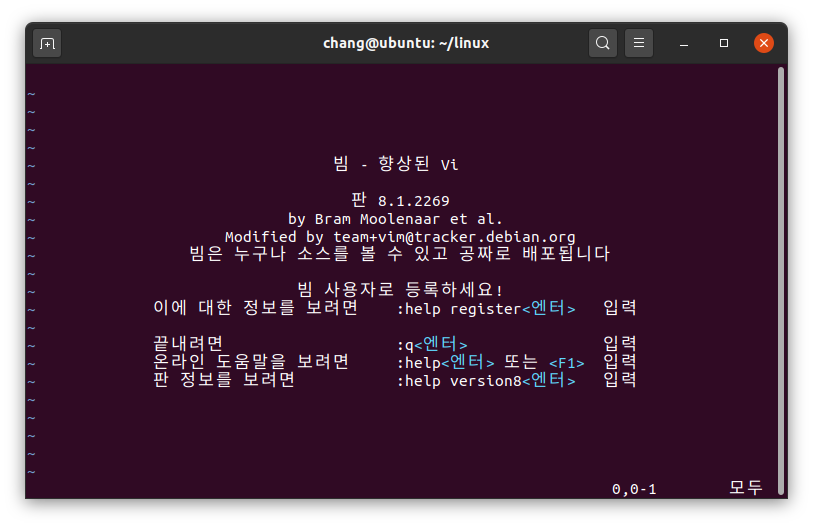 chang@ubuntu: ~/linux
~
~
~
~
~ 빔 - 향상된 Vi
~
~ 판 8.1.2269
~ by Bram Moolenaar et al.
~ Modified by team+vim@tracker.debian.org
~ 빔은 누구나 소스를 볼 수 있고 공짜로 배포됩니다
~
~ 빔 사용자로 등록하세요!
~ 이에 대한 정보를 보려면 :help register<엔터> 입력
~
~ 끝내려면 :q<엔터> 입력
~ 온라인 도움말을 보려면 :help<엔터> 또는 <F1> 입력
~ 판 정보를 보려면 :help version8<엔터> 입력
~
~
~
~
~
0,0-1 모두